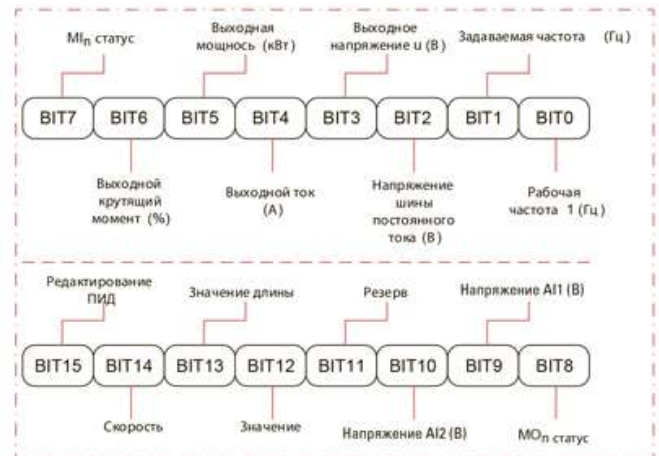 MIn статус
Выходная
мощнось (кВт)
Выходное
напряжение u (В)
Задаваемая частота (Гц)
BIT7 BIT6 BIT5 BIT4 BIT3 BIT2 BIT1 BIT0
Выходной
крутящий
момент (%)
Выходной ток
(А)
Напряжение
шины
постоянного
тока (В)
Рабочая
частота 1 (Гц)
Редактирование
ПИД
Значение длины
Резерв
Напряжение AI1 (В)
BIT15 BIT14 BIT13 BIT12 BIT11 BIT10 BIT9 BIT8
Скорость
Значение
Напряжение AI2 (В)
MOn статус